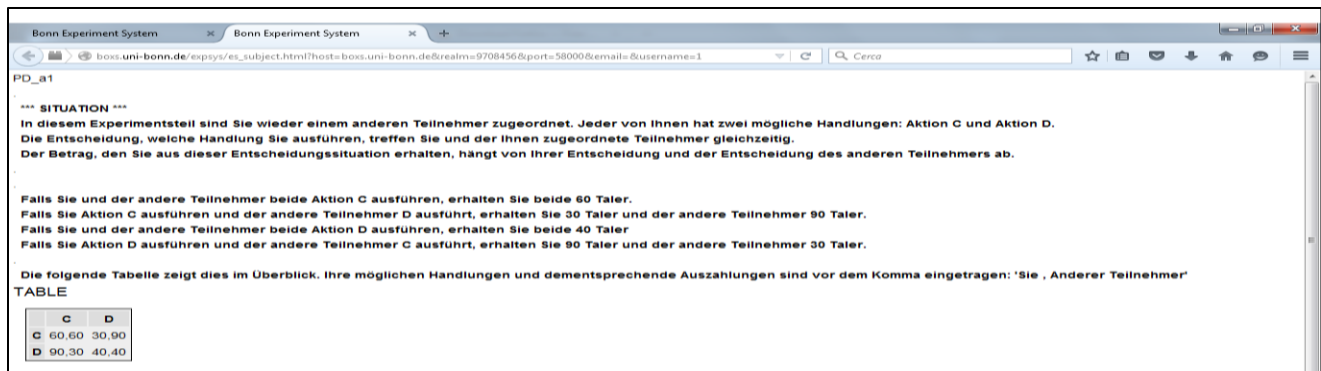 Bonn Experiment System × Bonn Experiment System × +
boxs.uni-bonn.de/expsys/es_subject.html?host=boxs.uni-bonn.de&realm=9708456&port=58000&email=&username=1 Cerca
PD_a1
*** SITUATION ***
In diesem Experimentsteil sind Sie wieder einem anderen Teilnehmer zugeordnet. Jeder von Ihnen hat zwei mögliche Handlungen: Aktion C und Aktion D.
Die Entscheidung, welche Handlung Sie ausführen, treffen Sie und der Ihnen zugeordnete Teilnehmer gleichzeitig.
Der Betrag, den Sie aus dieser Entscheidungssituation erhalten, hängt von Ihrer Entscheidung und der Entscheidung des anderen Teilnehmers ab.
Falls Sie und der andere Teilnehmer beide Aktion C ausführen, erhalten Sie beide 60 Taler.
Falls Sie Aktion C ausführen und der andere Teilnehmer D ausführt, erhalten Sie 30 Taler und der andere Teilnehmer 90 Taler.
Falls Sie und der andere Teilnehmer beide Aktion D ausführen, erhalten Sie beide 40 Taler
Falls Sie Aktion D ausführen und der andere Teilnehmer C ausführt, erhalten Sie 90 Taler und der andere Teilnehmer 30 Taler.
Die folgende Tabelle zeigt dies im Überblick. Ihre möglichen Handlungen und dementsprechende Auszahlungen sind vor dem Komma eingetragen: 'Sie , Anderer Teilnehmer'
TABLE
C D
C 60,60 30,90
D 90,30 40,40